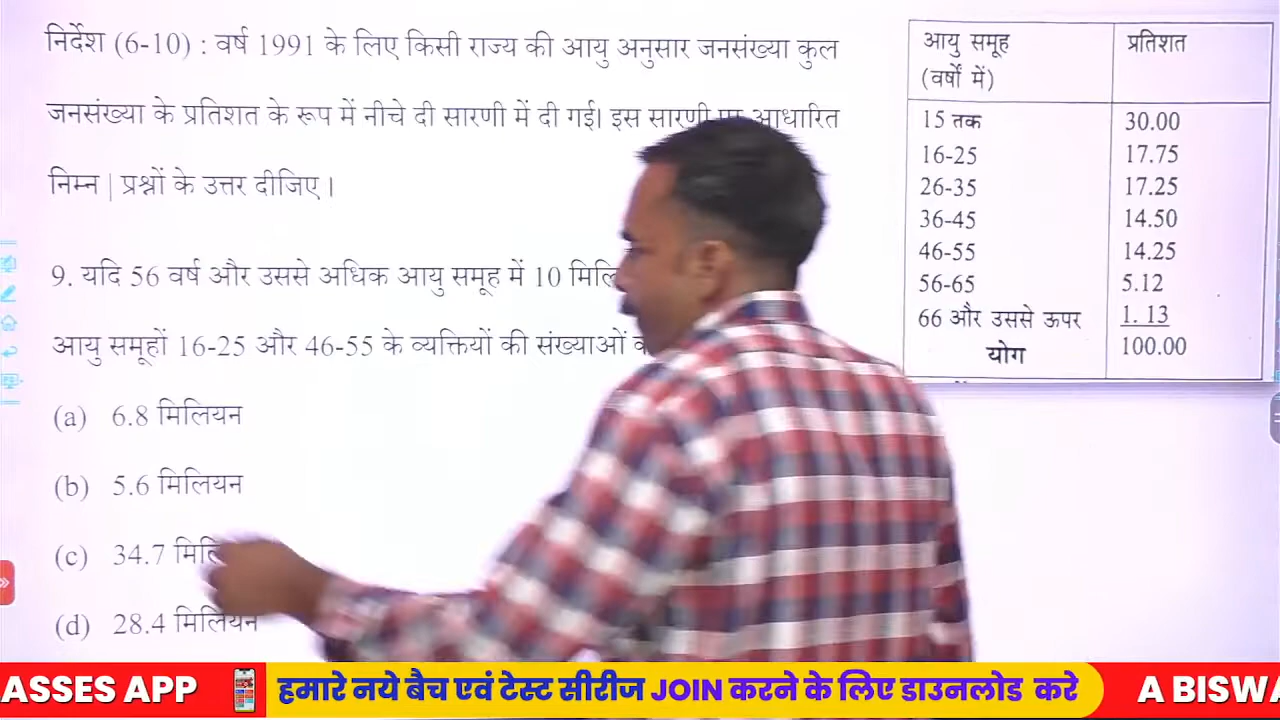 निर्देश (6-10) : वर्ष 1991 के लिए किसी राज्य की आयु अनुसार जनसंख्या कुल
जनसंख्या के प्रतिशत के रूप में नीचे दी सारणी में दी गई। इस सारणी पर आधारित
निम्न | प्रश्नों के उत्तर दीजिए।
9. यदि 56 वर्ष और उससे अधिक आयु समूह में 10
आयु समूहों 16-25 और 46-55 के व्यक्तियों की संख्याओं
(a) 6.8 मिलियन
(b) 5.6 मिलियन
(c) 34.7
(d) 28.4 मिलियन
आयु समूह प्रतिशत
(वर्षों में)
15 तक 30.00
16-25 17.75
26-35 17.25
36-45 14.50
46-55 14.25
56-65 5.12
66 और उससे ऊपर 1. 13
योग 100.00
ASSES APP हमारे नये बैच एवं टेस्ट सीरीज JOIN करने के लिए डाउनलोड करे A BISWA